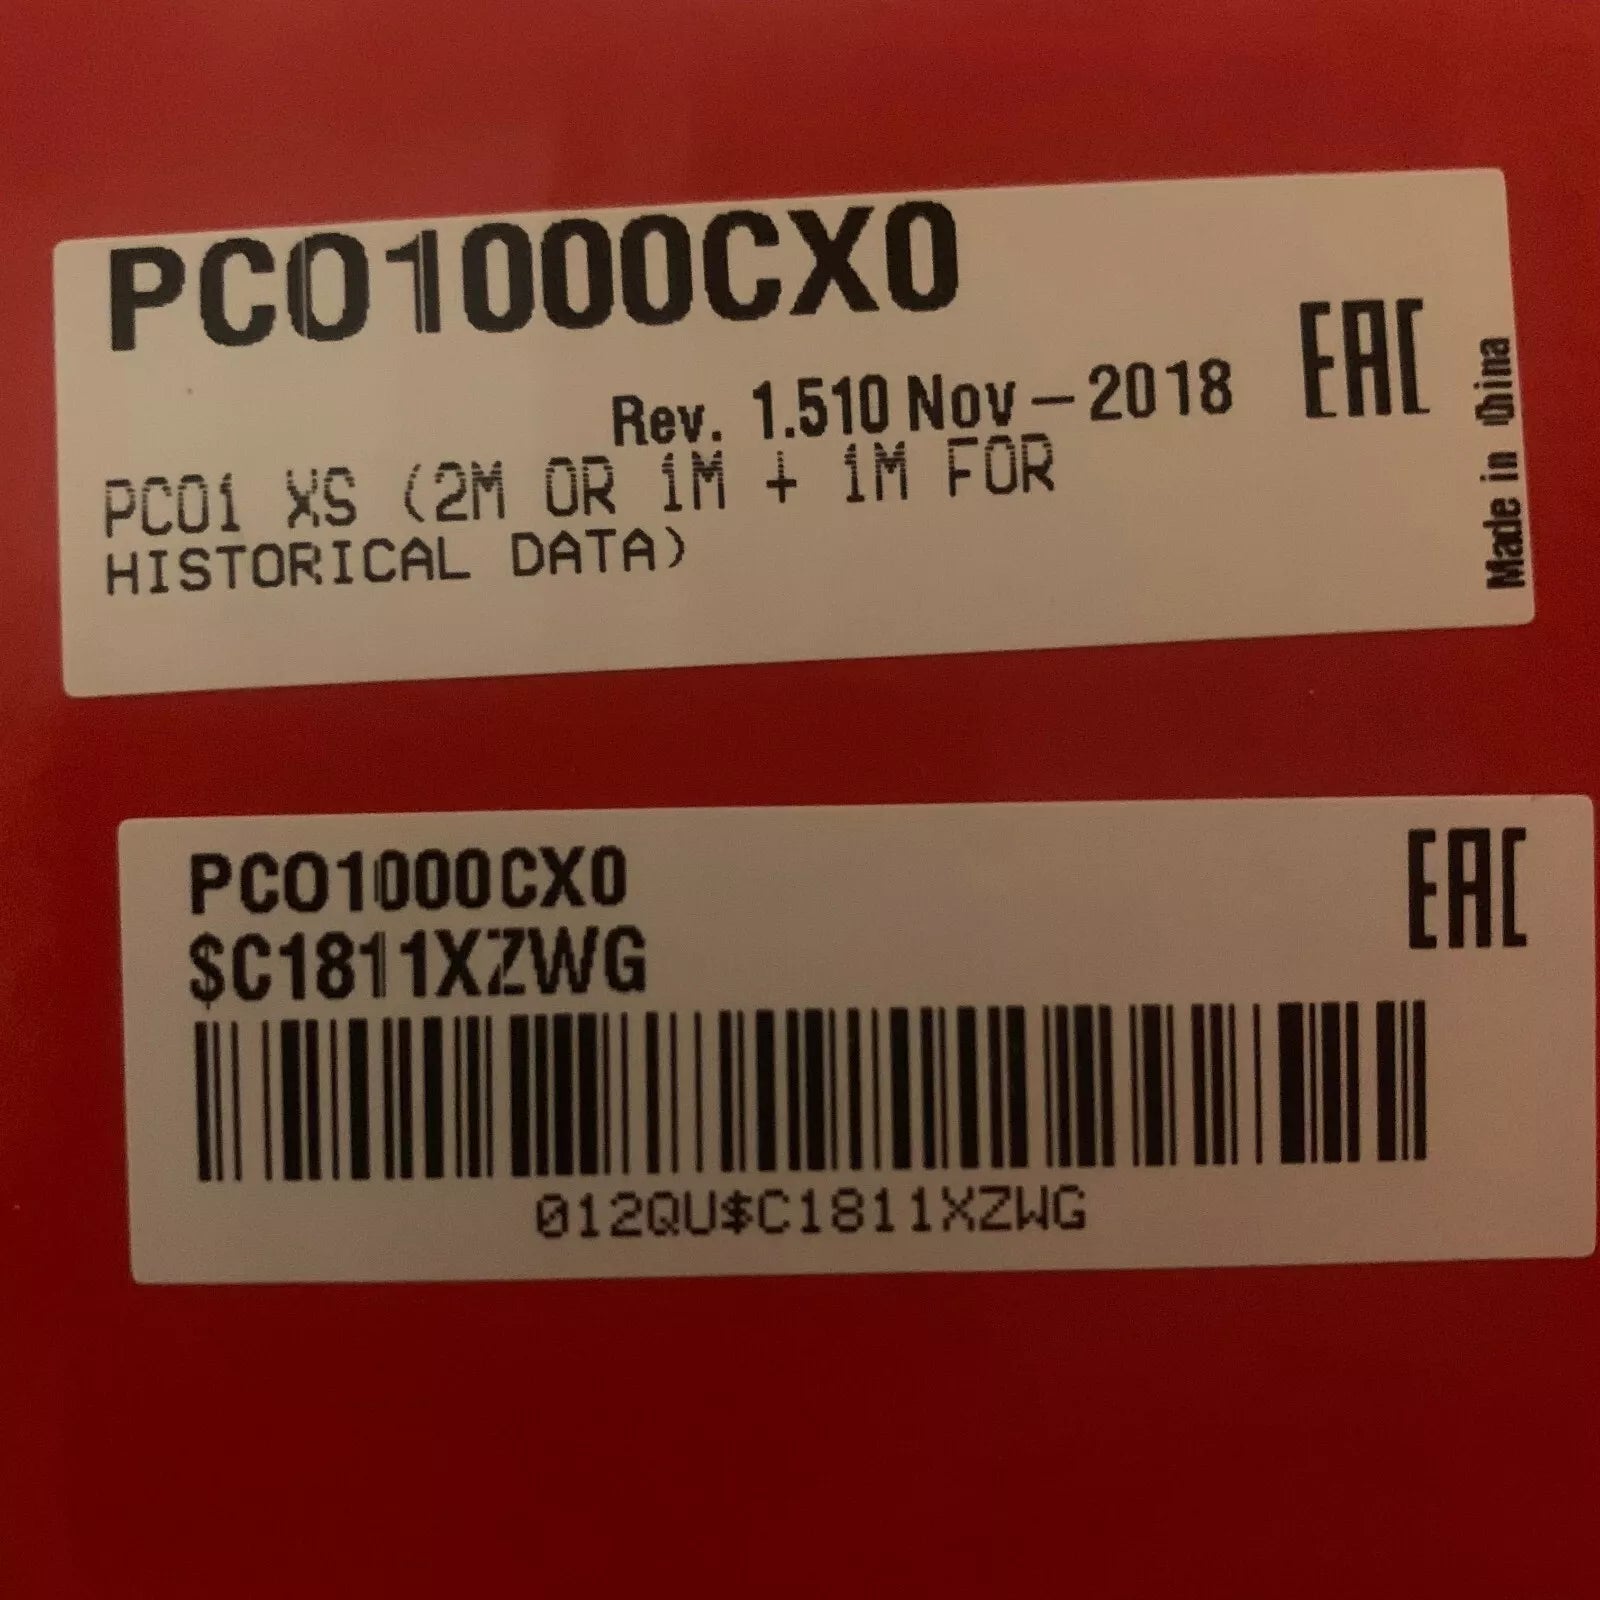 PCO1000CX0
Rev. 1.510 Nov-2018
EAC
Made in China
PCO1 XS (2M OR 1M + 1M FOR
HISTORICAL DATA)
PCO1000CX0
EAC
$C1811XZWG
012QU$C1811XZWG